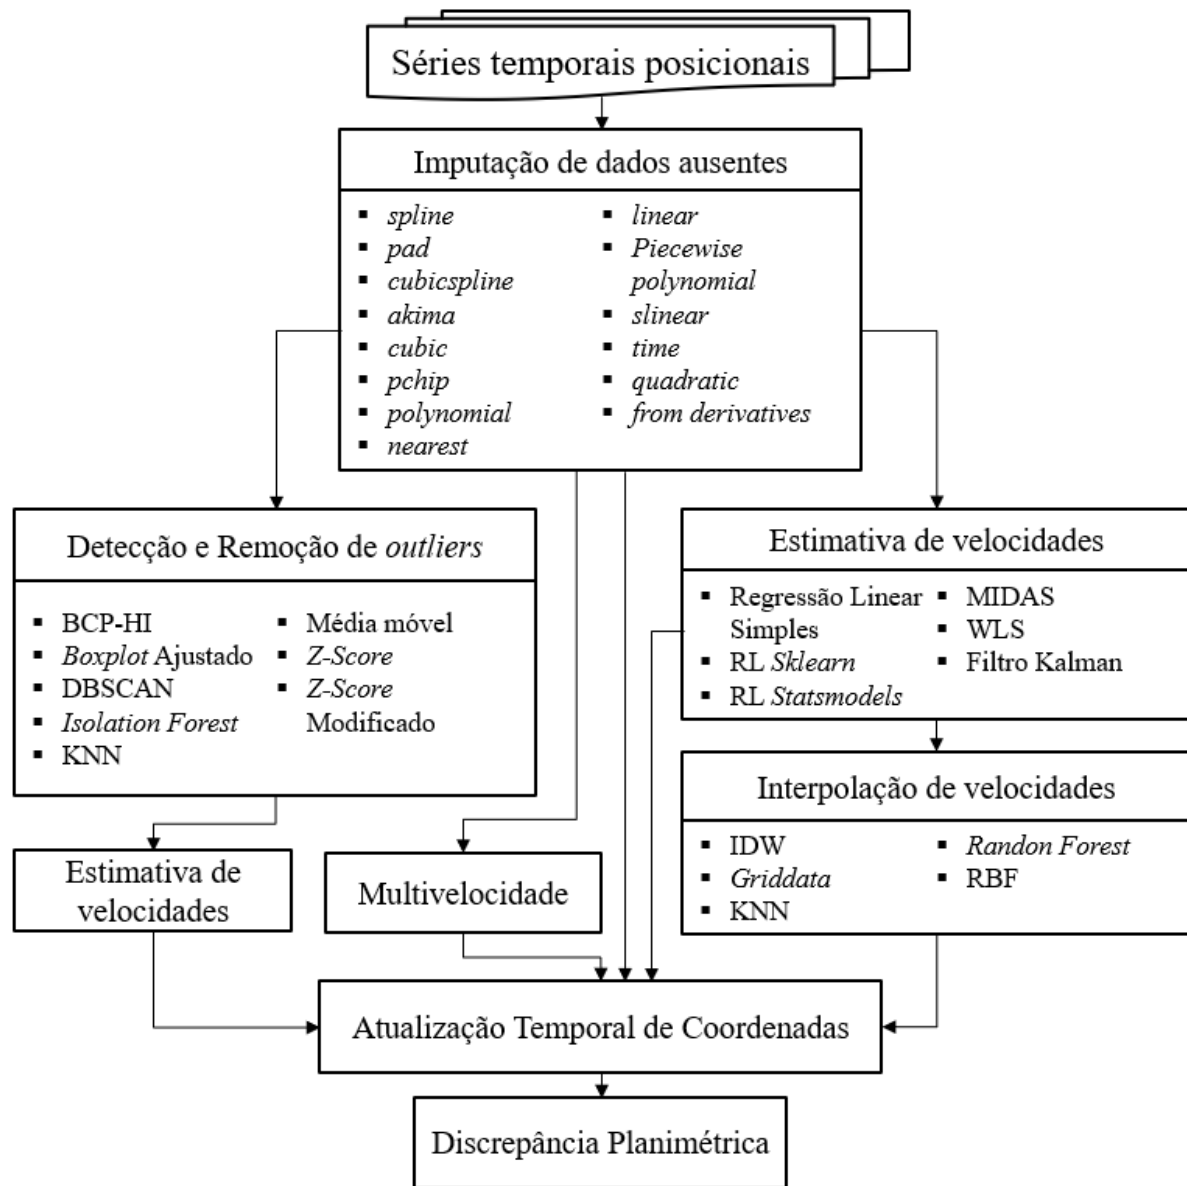 Séries temporais posicionais
Imputação de dados ausentes
▪ spline
▪ pad
▪ cubicspline
▪ akima
▪ cubic
▪ pchip
▪ polynomial
▪ nearest
▪ linear
▪ Piecewise
polynomial
▪ slinear
▪ time
▪ quadratic
▪ from derivatives
Detecção e Remoção de outliers
▪ BCP-HI
▪ Boxplot Ajustado
▪ DBSCAN
▪ Isolation Forest
▪ KNN
▪ Média móvel
▪ Z-Score
▪ Z-Score
Modificado
Estimativa de velocidades
▪ Regressão Linear
Simples
▪ RL Sklearn
▪ RL Statsmodels
▪ MIDAS
▪ WLS
▪ Filtro Kalman
Interpolação de velocidades
▪ IDW
▪ Griddata
▪ KNN
▪ Randon Forest
▪ RBF
Estimativa de
velocidades
Multivelocidade
Atualização Temporal de Coordenadas
Discrepância Planimétrica